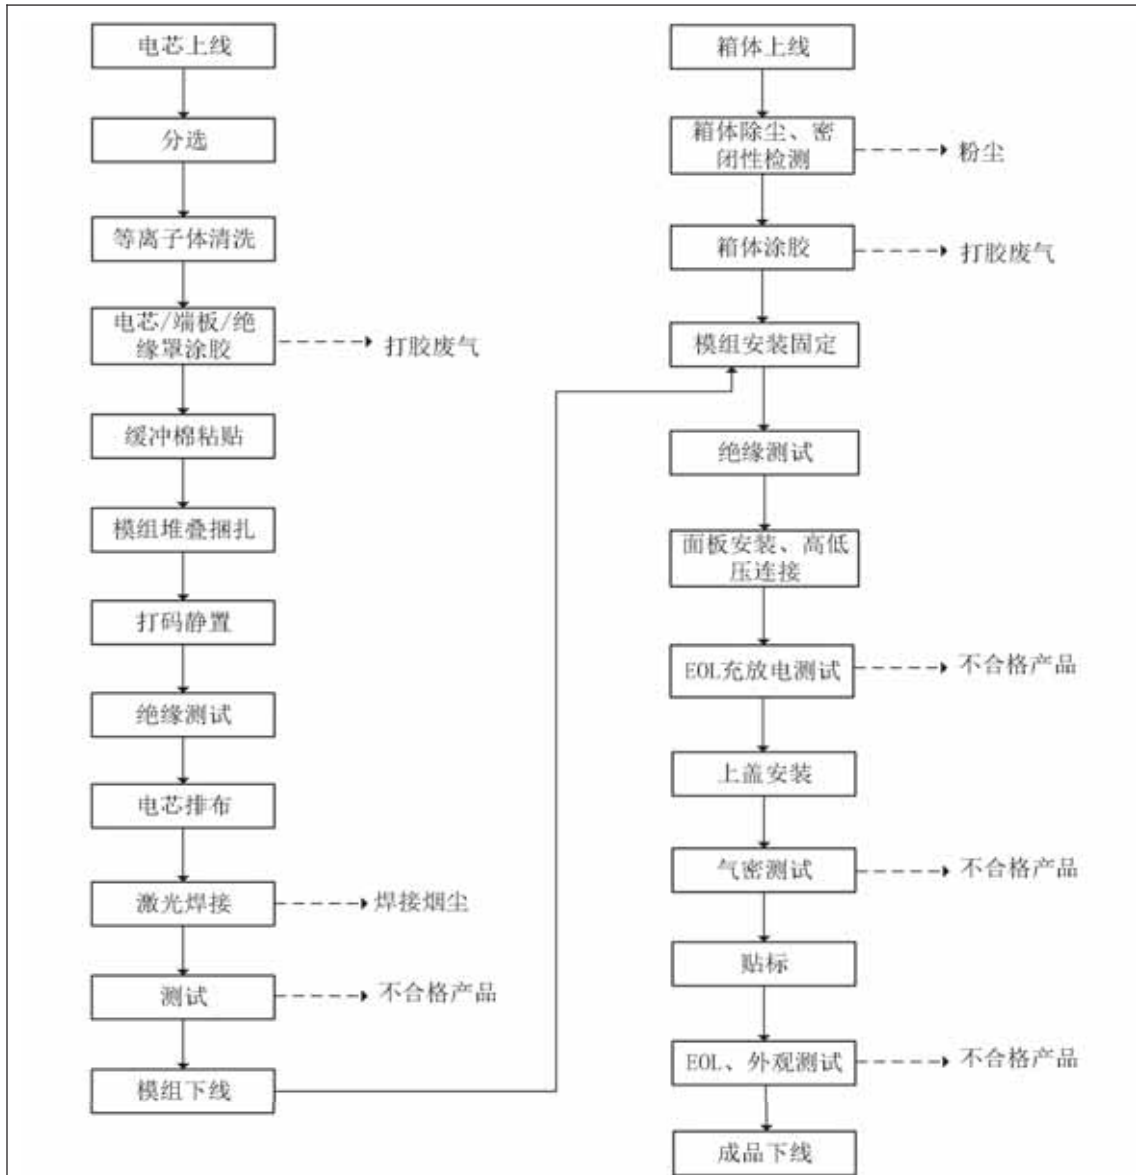 电芯上线
分选
等离子体清洗
电芯/端板/绝
缘罩涂胶
打胶废气
缓冲棉粘贴
模组堆叠捆扎
打码静置
绝缘测试
电芯排布
激光焊接
焊接烟尘
测试
不合格产品
模组下线
箱体上线
箱体除尘、密
闭性检测
粉尘
箱体涂胶
打胶废气
模组安装固定
绝缘测试
面板安装、高低
压连接
EOL充放电测试
不合格产品
上盖安装
气密测试
不合格产品
贴标
EOL、外观测试
不合格产品
成品下线